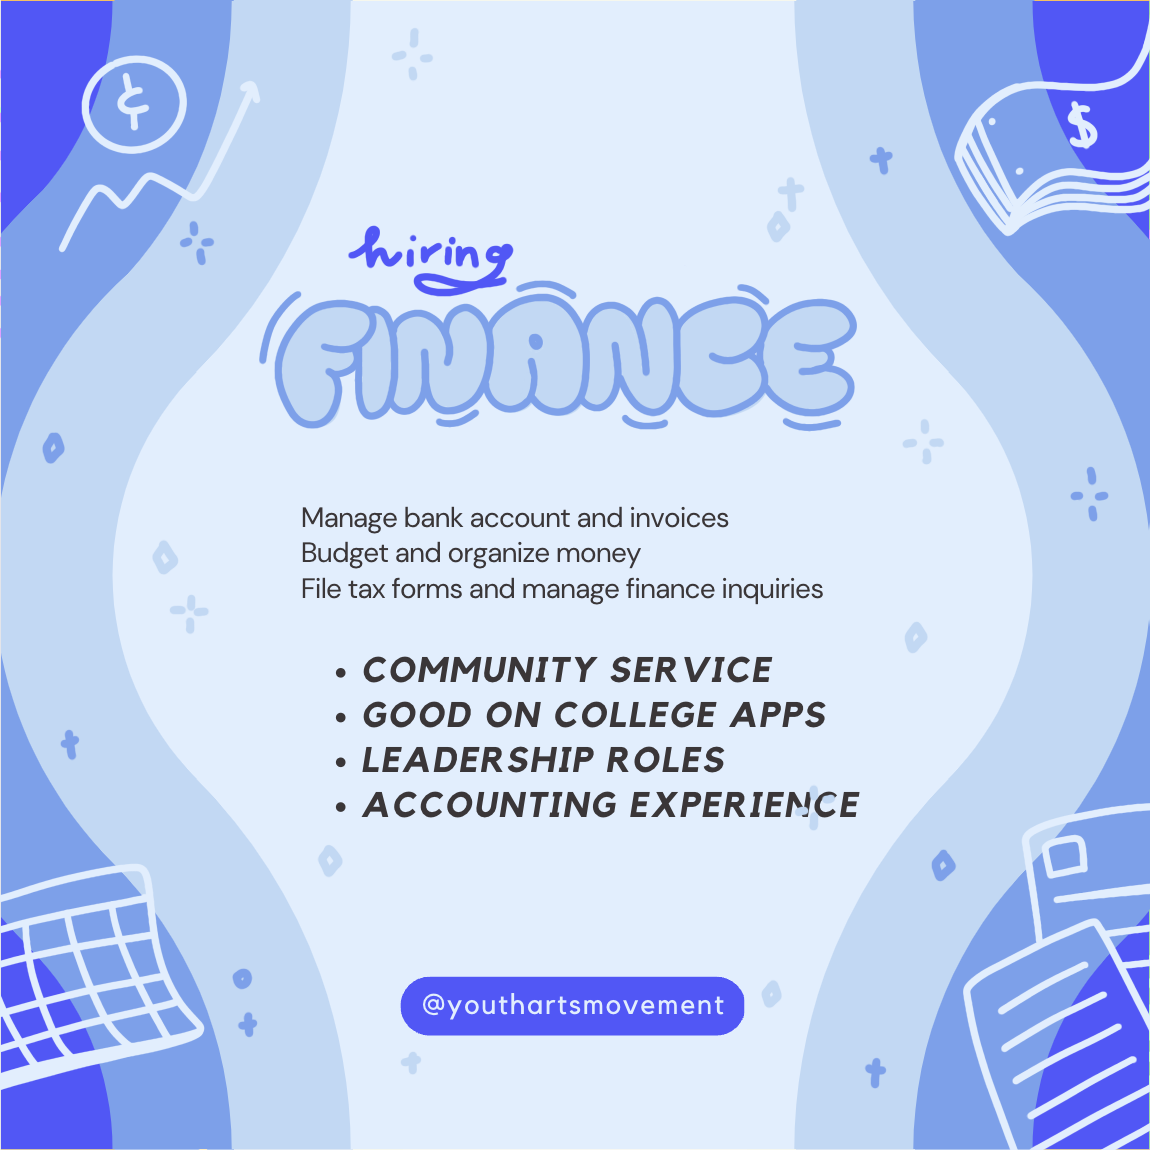 ¢
$
hiring
FINANCE
Manage bank account and invoices
Budget and organize money
File tax forms and manage finance inquiries
• COMMUNITY SERVICE
• GOOD ON COLLEGE APPS
• LEADERSHIP ROLES
• ACCOUNTING EXPERIENCE
@youthartsmovement